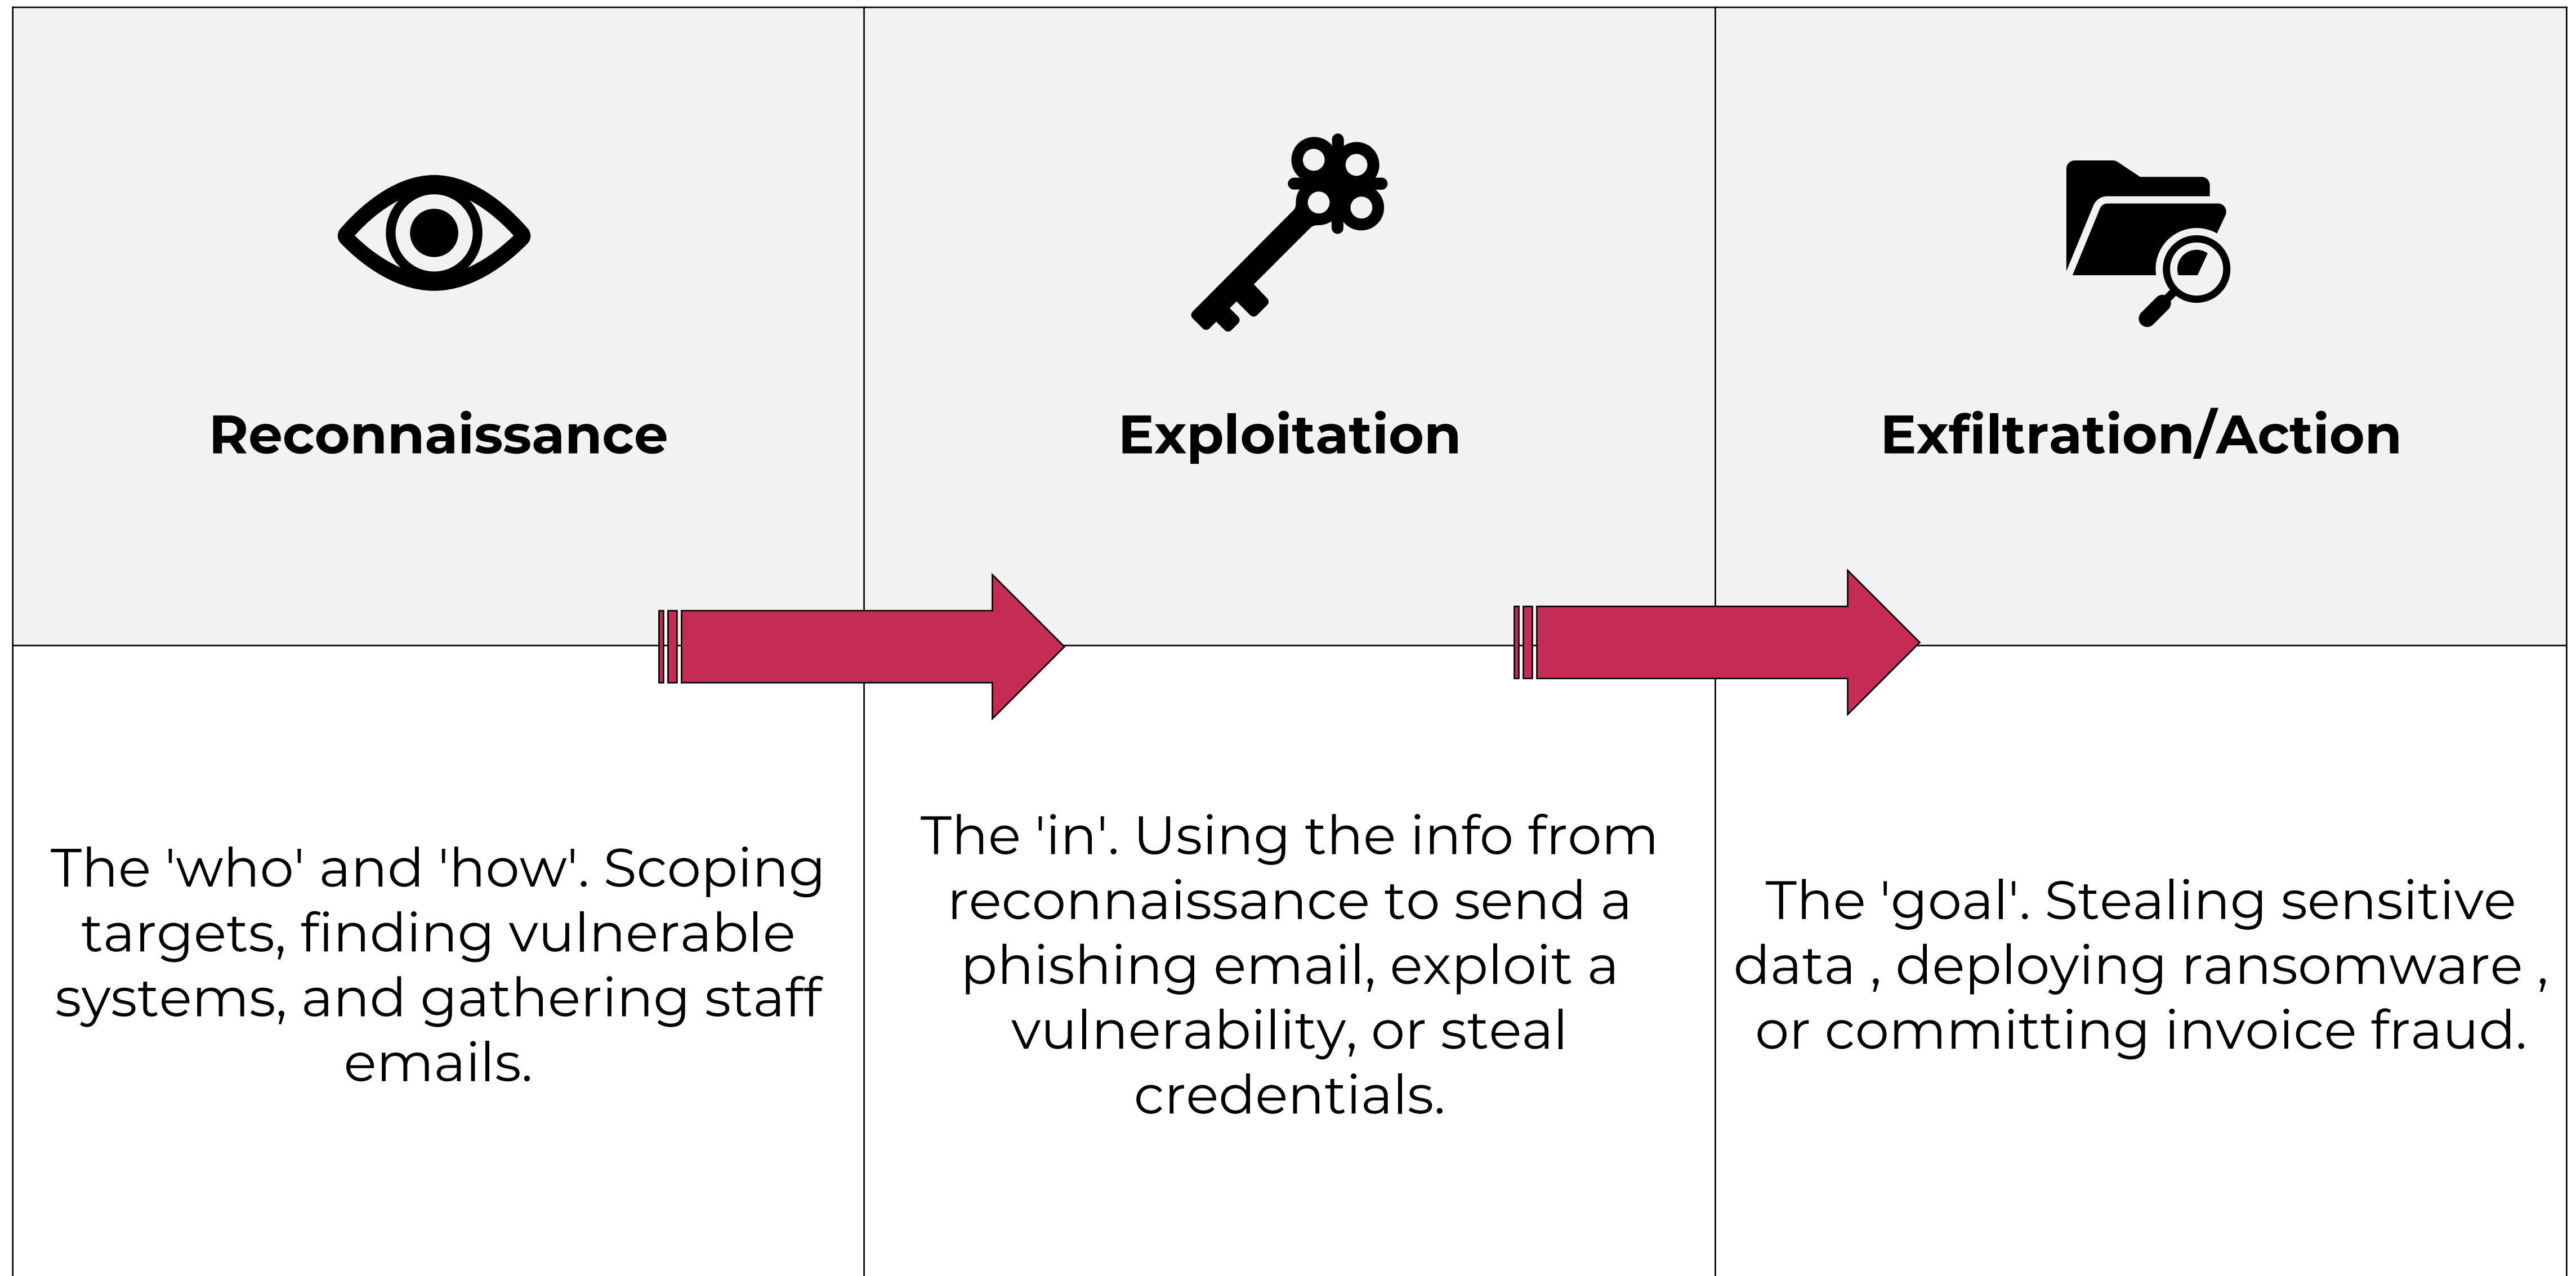 Reconnaissance
Exploitation
Exfiltration/Action
The 'who' and 'how'. Scoping
targets, finding vulnerable
systems, and gathering staff
emails.
The 'in'. Using the info from
reconnaissance to send a
phishing email, exploit a
vulnerability, or steal
credentials.
The 'goal'. Stealing sensitive
data , deploying ransomware ,
or committing invoice fraud.